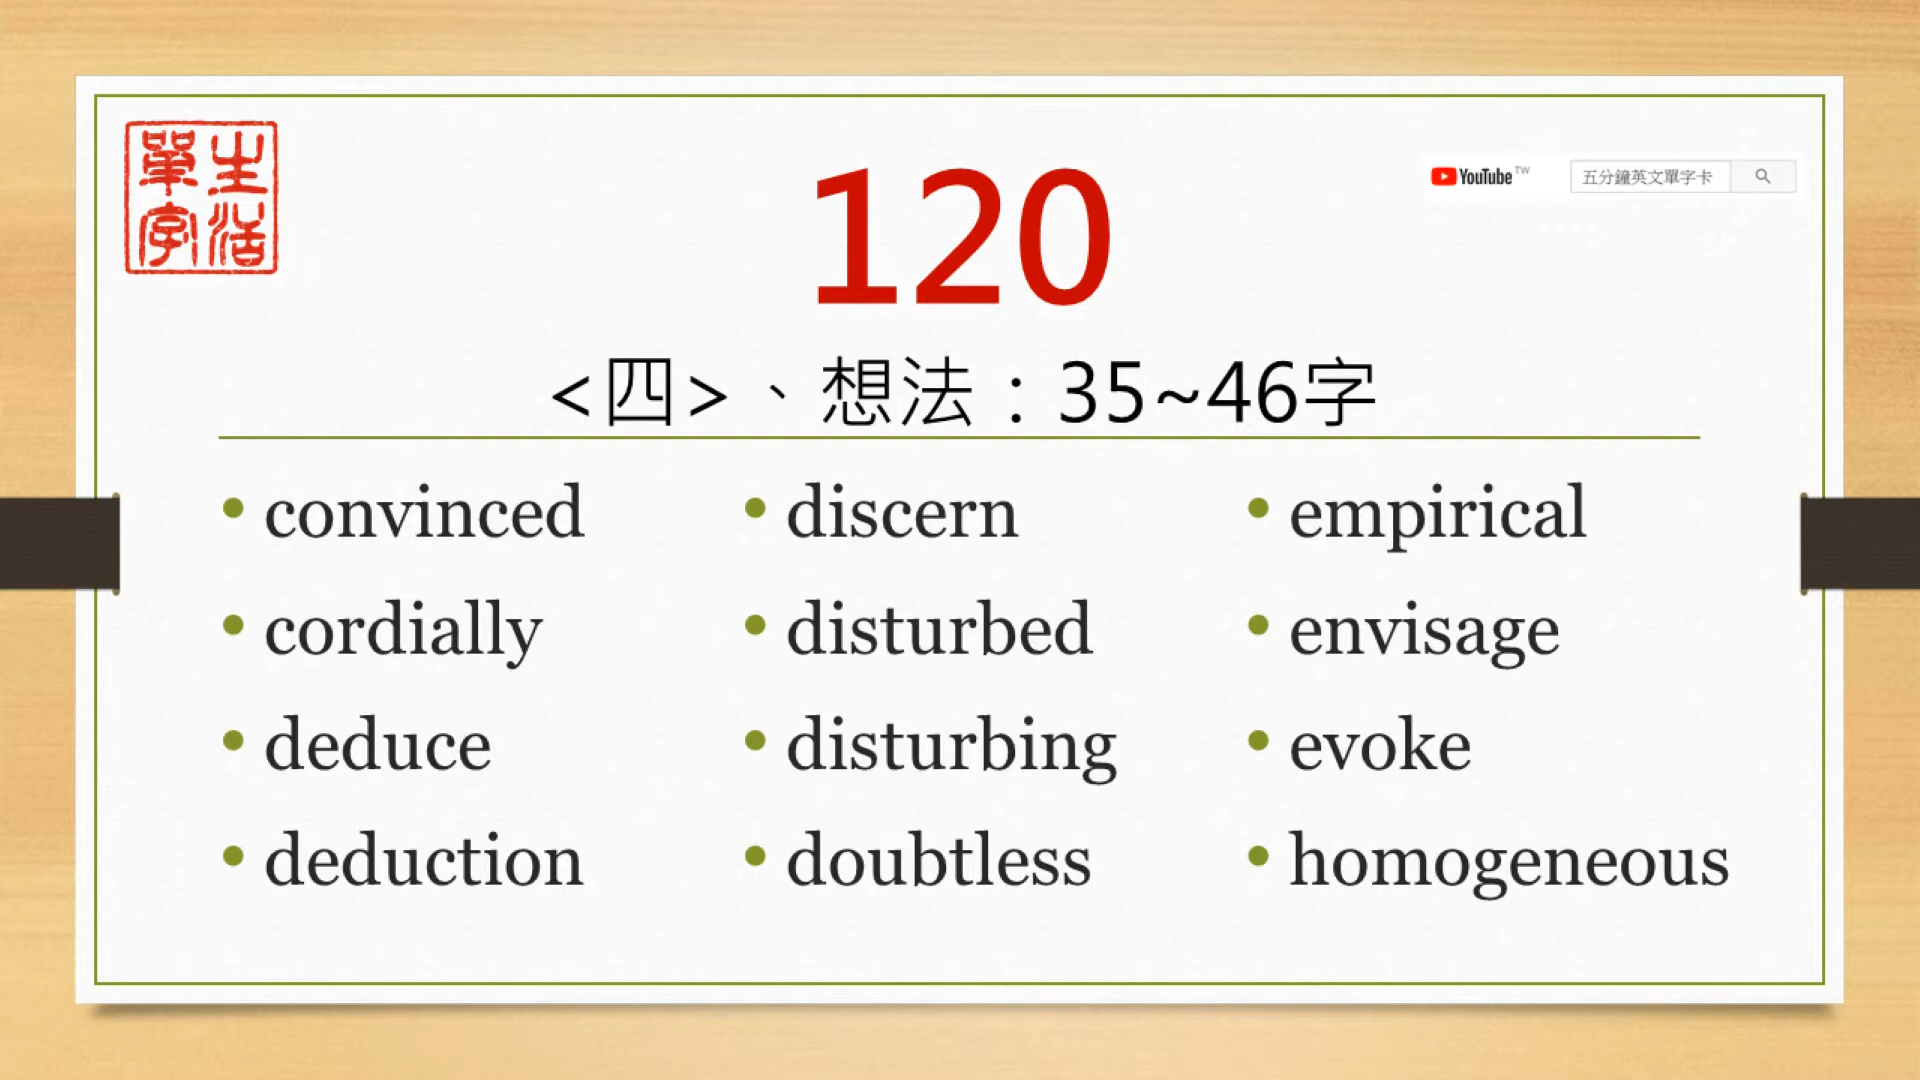 生活
單字
YouTube TW
五分鐘英文單字卡
120
<四>、想法：35~46字
convinced
cordially
deduce
deduction
discern
disturbed
disturbing
doubtless
empirical
envisage
evoke
homogeneous